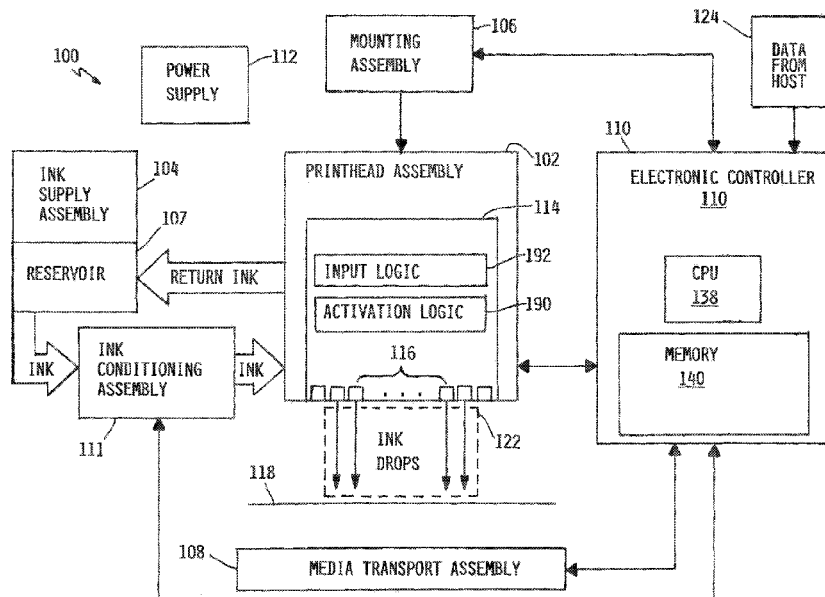 100
POWER
SUPPLY
112
MOUNTING
ASSEMBLY
106
124
DATA
FROM
HOST
INK
SUPPLY
ASSEMBLY
104
107
RESERVOIR
RETURN INK
INK
INK
CONDITIONING
ASSEMBLY
111
INK
PRINTHEAD ASSEMBLY
102
114
INPUT LOGIC
192
ACTIVATION LOGIC
190
116
. . .
INK
DROPS
122
118
110
ELECTRONIC CONTROLLER
110
CPU
138
MEMORY
140
108
MEDIA TRANSPORT ASSEMBLY